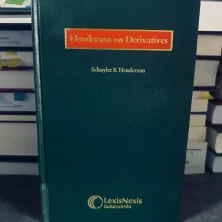 Henderson on Derivatives
Schuyler K Henderson
LexisNexis
Butterworths